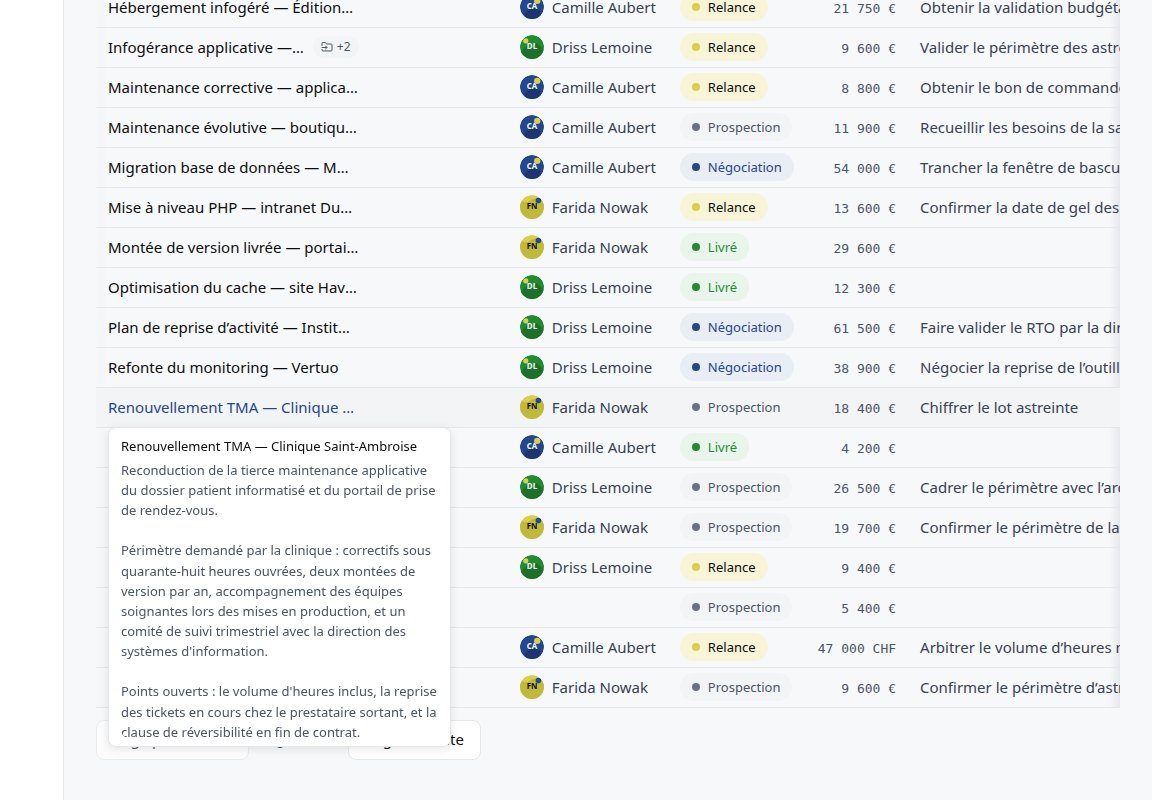 Hébergement infogéré — Édition... CA Camille Aubert Relance 21 750 € Obtenir la validation budgét
Infogérance applicative —... +2 DL Driss Lemoine Relance 9 600 € Valider le périmètre des astr
Maintenance corrective — applica... CA Camille Aubert Relance 8 800 € Obtenir le bon de command
Maintenance évolutive — boutiqu... CA Camille Aubert Prospection 11 900 € Recueillir les besoins de la sa
Migration base de données — M... CA Camille Aubert Négociation 54 000 € Trancher la fenêtre de bascu
Mise à niveau PHP — intranet Du... FN Farida Nowak Relance 13 600 € Confirmer la date de gel des
Montée de version livrée — portai... FN Farida Nowak Livré 29 600 €
Optimisation du cache — site Hav... DL Driss Lemoine Livré 12 300 €
Plan de reprise d’activité — Instit... DL Driss Lemoine Négociation 61 500 € Faire valider le RTO par la dir
Refonte du monitoring — Vertuo DL Driss Lemoine Négociation 38 900 € Négocier la reprise de l’outill
Renouvellement TMA — Clinique ... FN Farida Nowak Prospection 18 400 € Chiffrer le lot astreinte
CA Camille Aubert Livré 4 200 €
DL Driss Lemoine Prospection 26 500 € Cadrer le périmètre avec l’ar
FN Farida Nowak Prospection 19 700 € Confirmer le périmètre de la
DL Driss Lemoine Relance 9 400 €
Prospection 5 400 €
CA Camille Aubert Relance 47 000 CHF Arbitrer le volume d’heures
FN Farida Nowak Prospection 9 600 € Confirmer le périmètre d’ast
Renouvellement TMA — Clinique Saint-Ambroise
Reconduction de la tierce maintenance applicative
du dossier patient informatisé et du portail de prise
de rendez-vous.
Périmètre demandé par la clinique : correctifs sous
quarante-huit heures ouvrées, deux montées de
version par an, accompagnement des équipes
soignantes lors des mises en production, et un
comité de suivi trimestriel avec la direction des
systèmes d'information.
Points ouverts : le volume d'heures inclus, la reprise
des tickets en cours chez le prestataire sortant, et la
clause de réversibilité en fin de contrat.